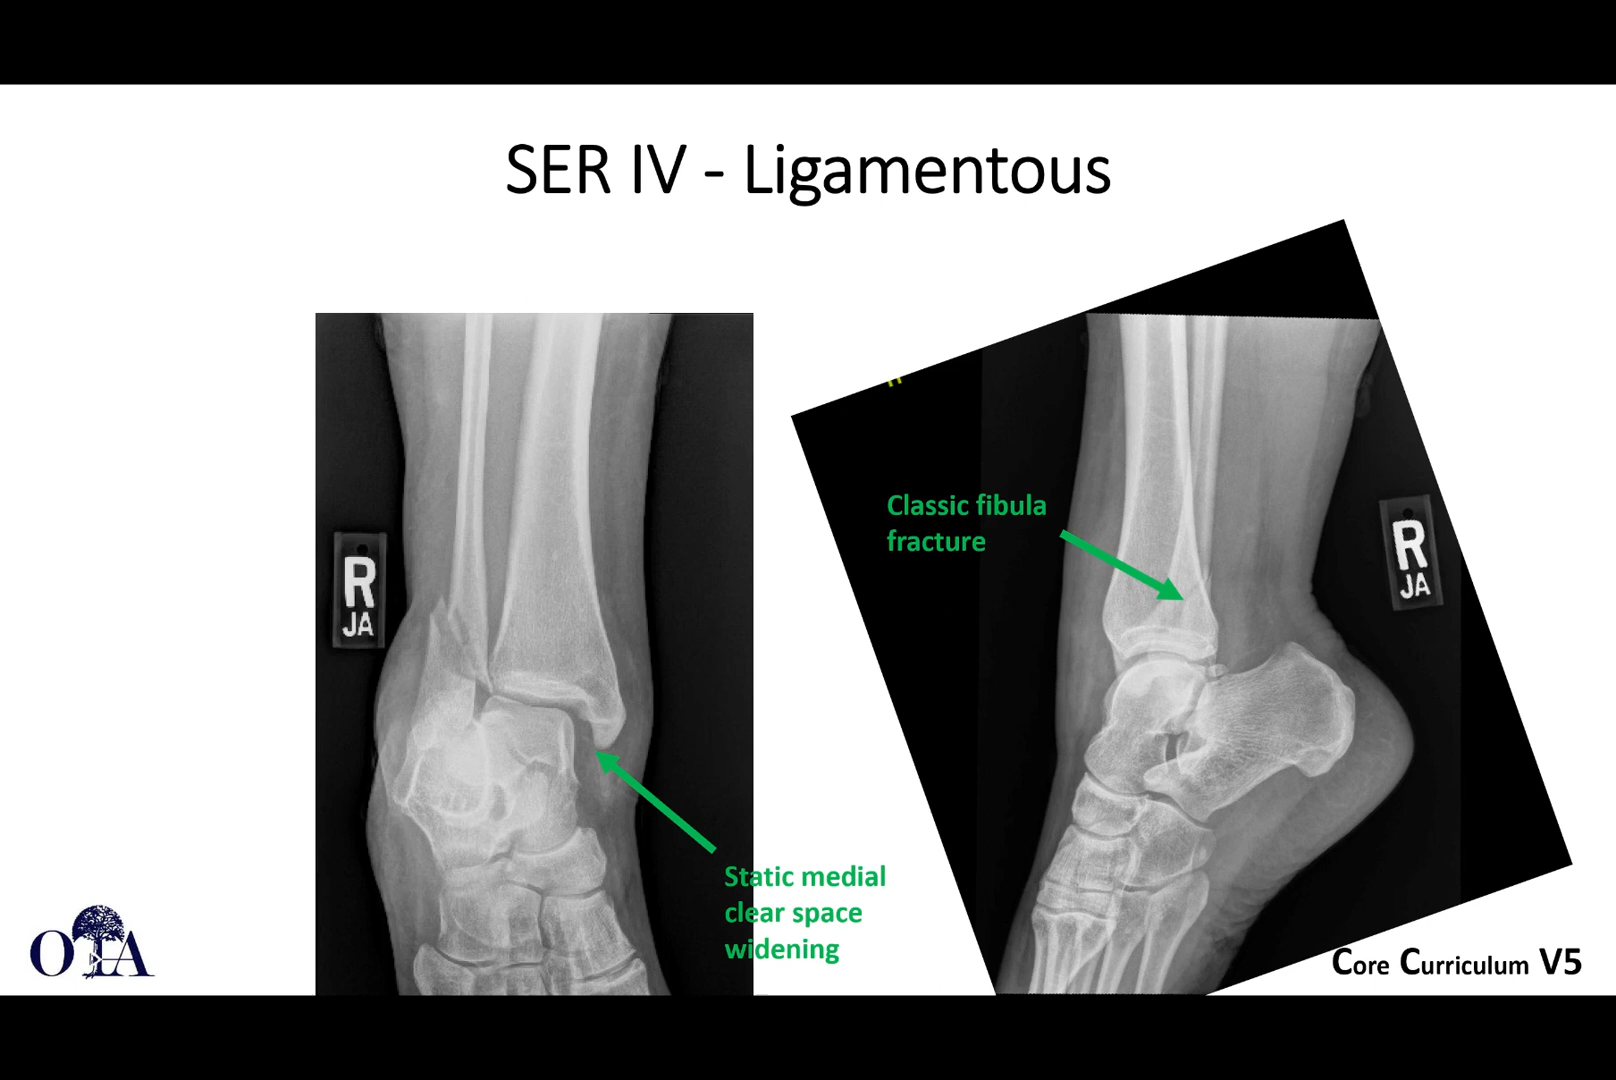 SER IV - Ligamentous
R
JA
Classic fibula
fracture
R
JA
Static medial
clear space
widening
OTA
Core Curriculum V5